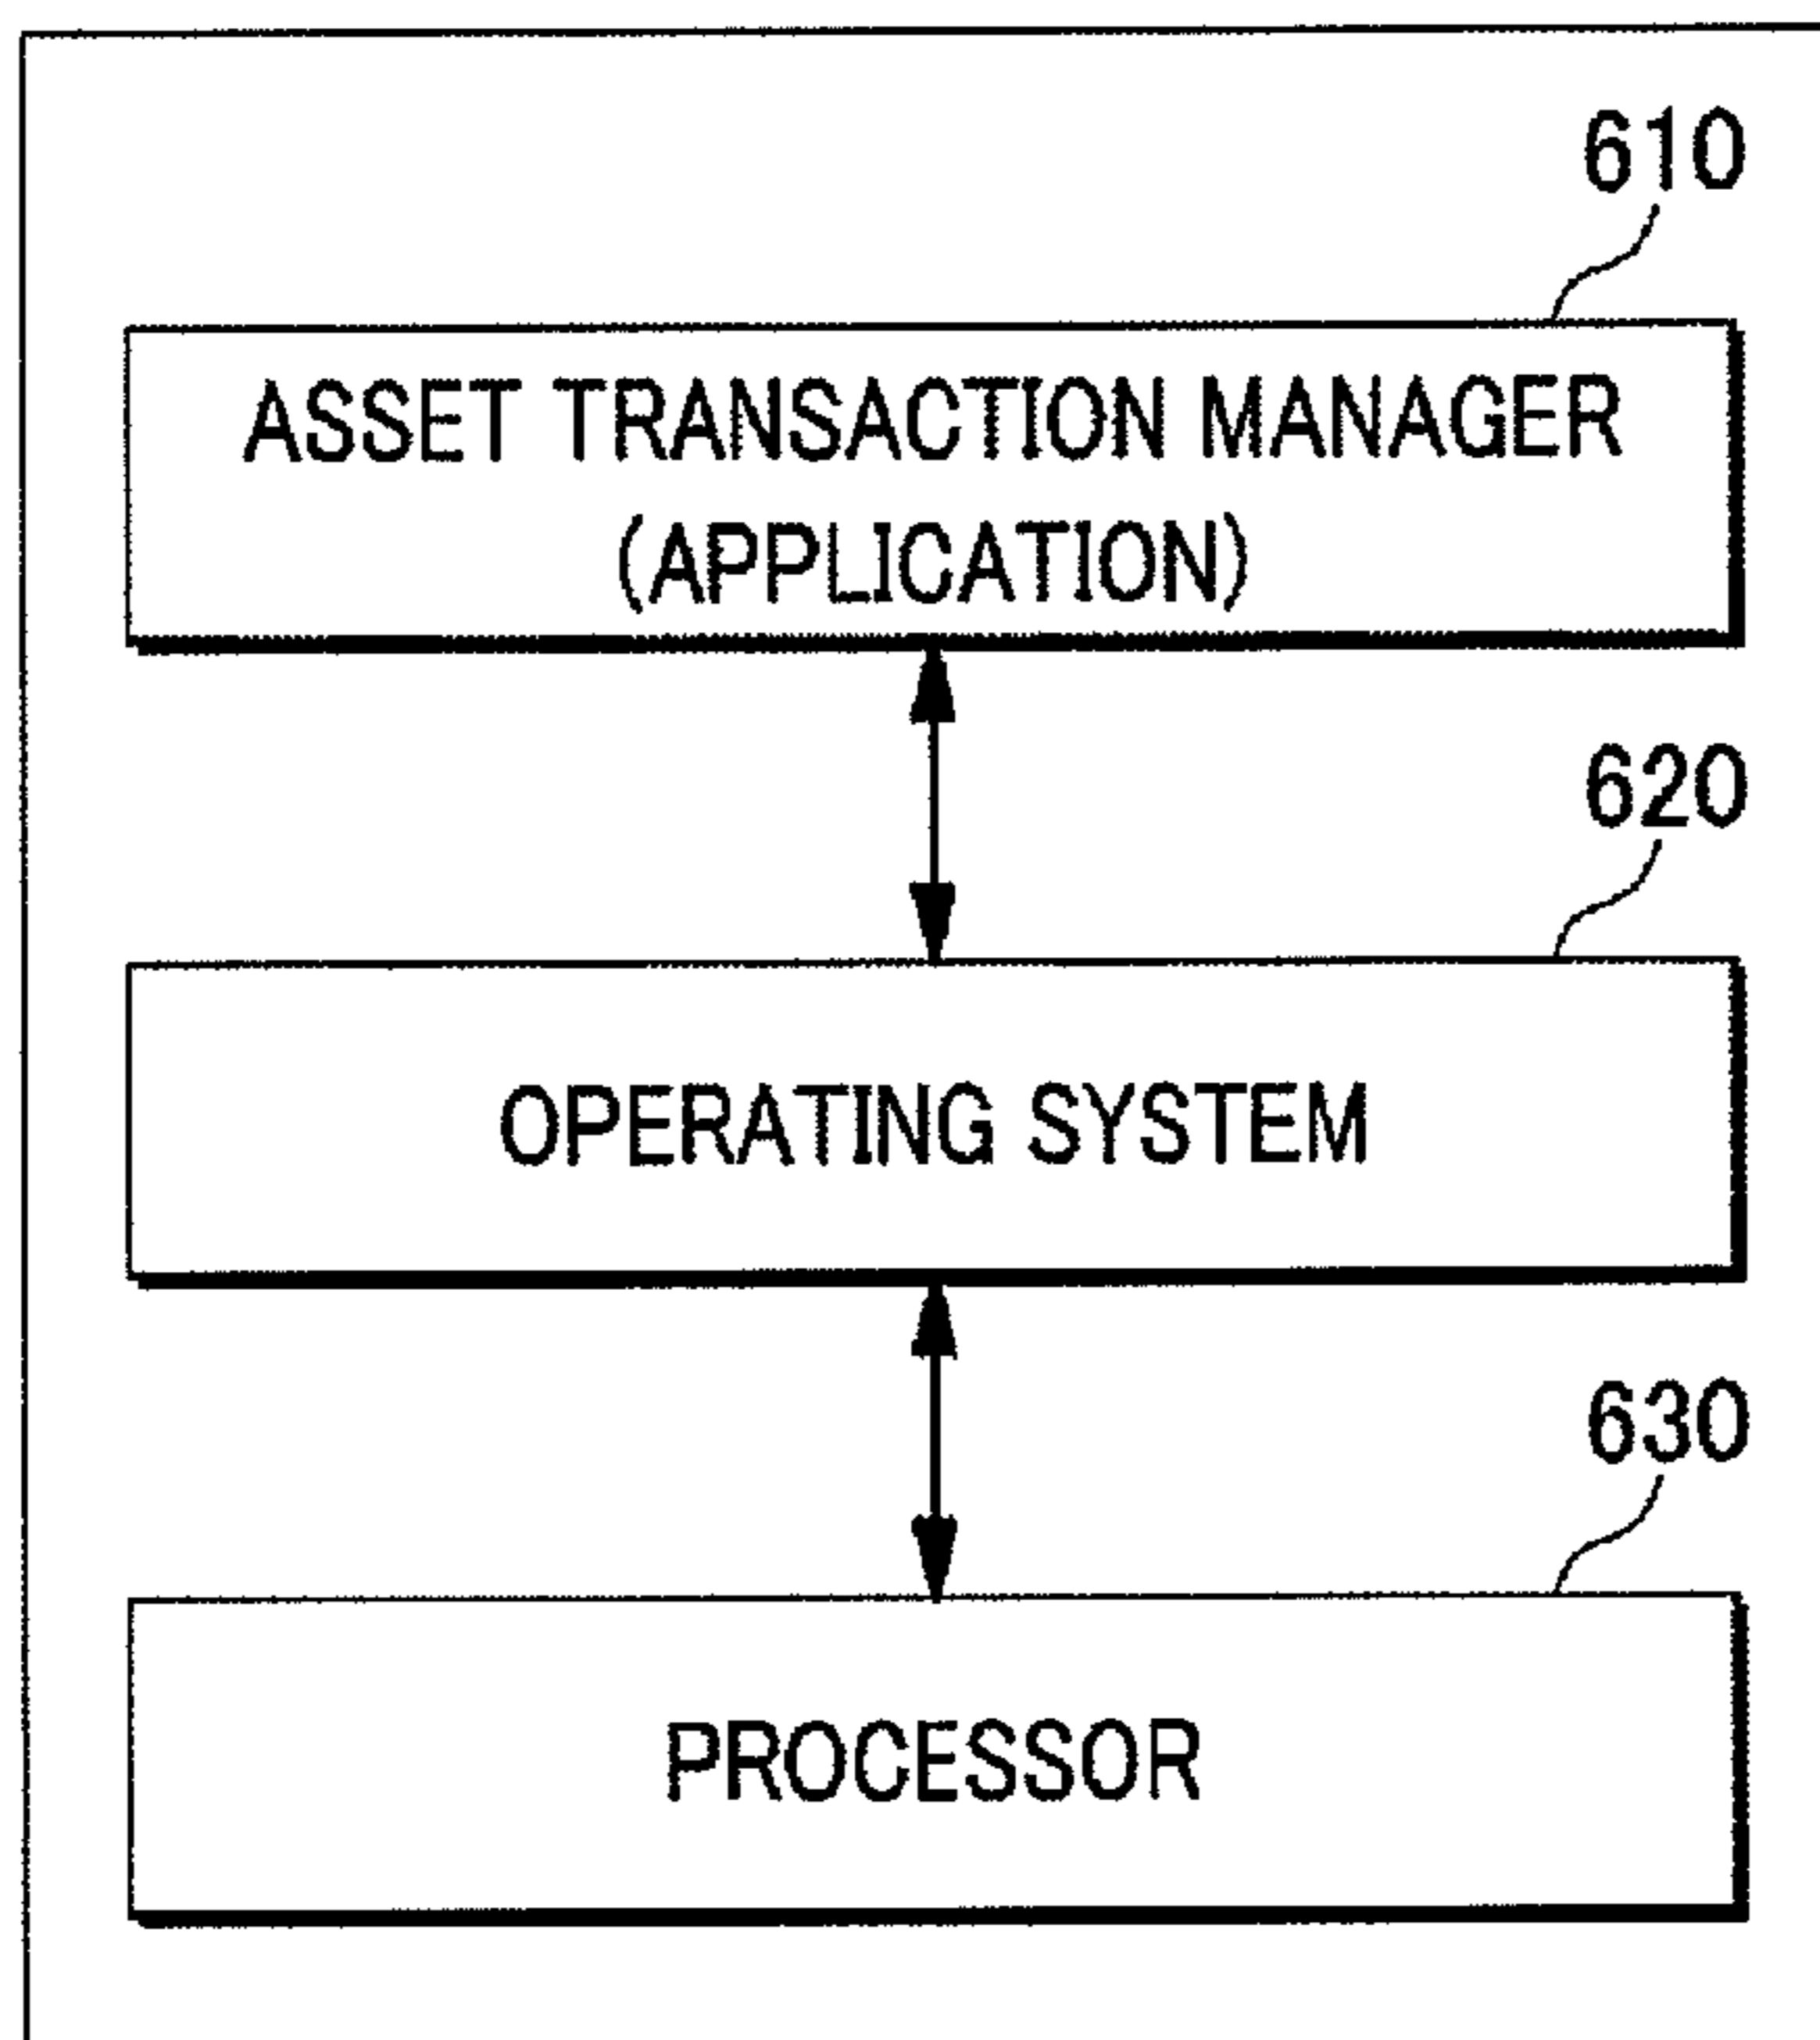 610
ASSET TRANSACTION MANAGER
(APPLICATION)
620
OPERATING SYSTEM
630
PROCESSOR